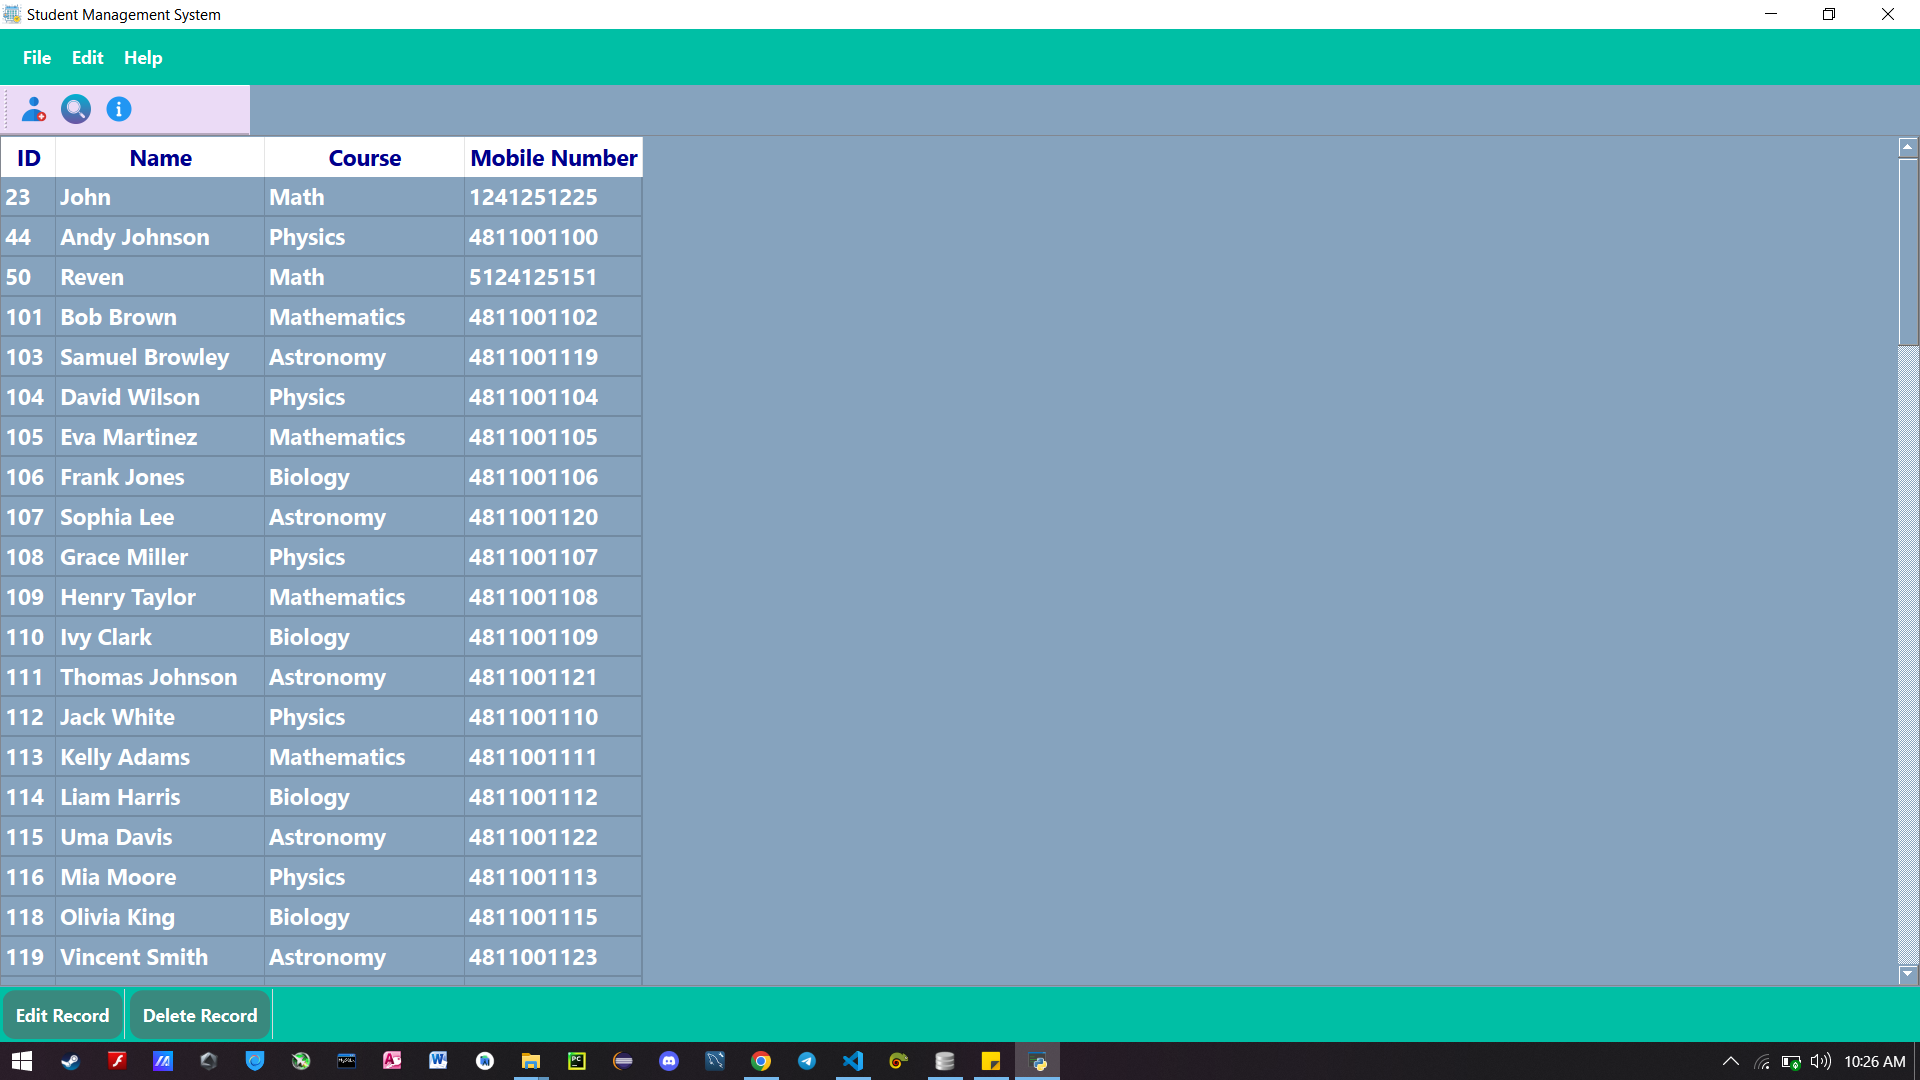 Student Management System
File Edit Help
ID Name Course Mobile Number
23 John Math 1241251225
44 Andy Johnson Physics 4811001100
50 Reven Math 5124125151
101 Bob Brown Mathematics 4811001102
103 Samuel Browley Astronomy 4811001119
104 David Wilson Physics 4811001104
105 Eva Martinez Mathematics 4811001105
106 Frank Jones Biology 4811001106
107 Sophia Lee Astronomy 4811001120
108 Grace Miller Physics 4811001107
109 Henry Taylor Mathematics 4811001108
110 Ivy Clark Biology 4811001109
111 Thomas Johnson Astronomy 4811001121
112 Jack White Physics 4811001110
113 Kelly Adams Mathematics 4811001111
114 Liam Harris Biology 4811001112
115 Uma Davis Astronomy 4811001122
116 Mia Moore Physics 4811001113
118 Olivia King Biology 4811001115
119 Vincent Smith Astronomy 4811001123
Edit Record Delete Record
10:26 AM